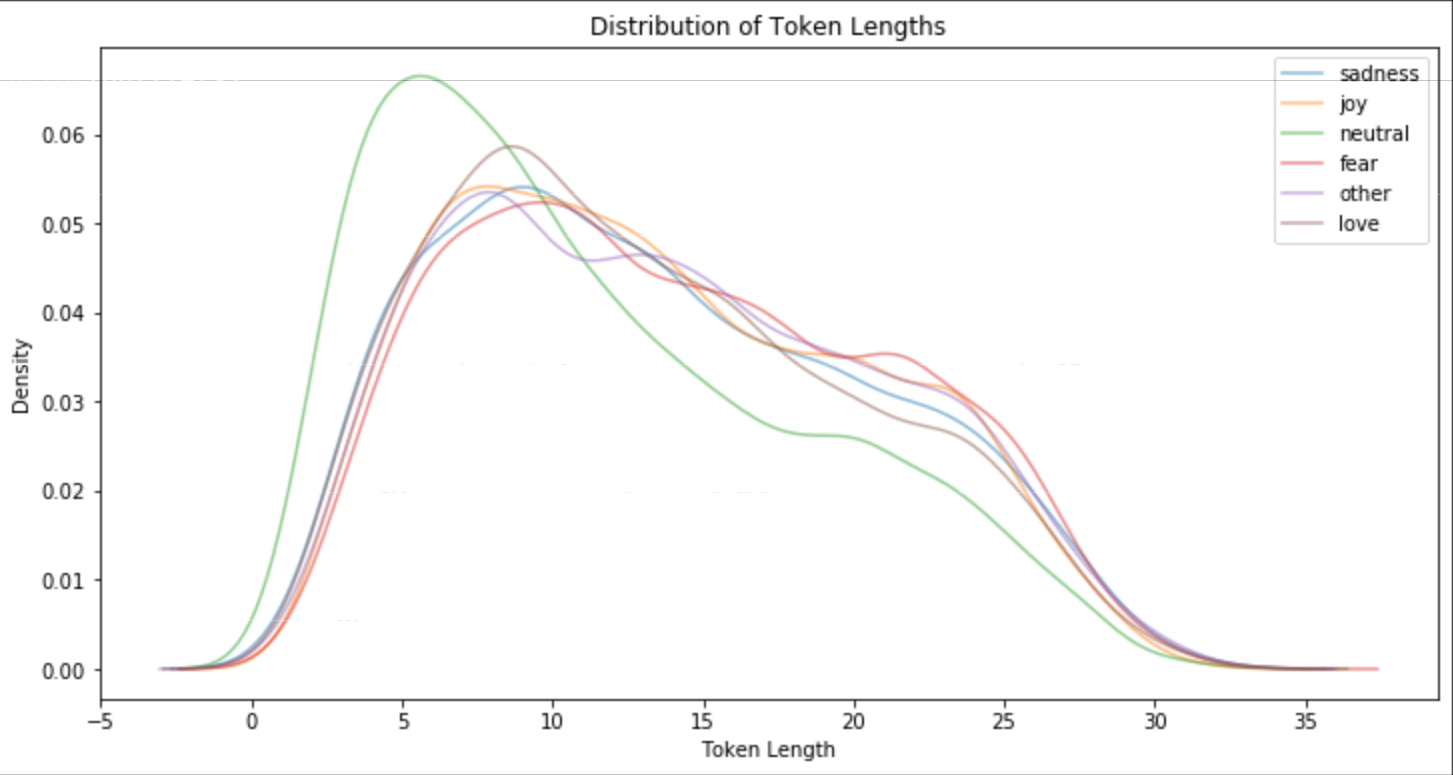 Distribution of Token Lengths
sadness
joy
neutral
fear
other
love
0.06
0.05
0.04
0.03
0.02
0.01
0.00
Density
−5 0 5 10 15 20 25 30 35
Token Length